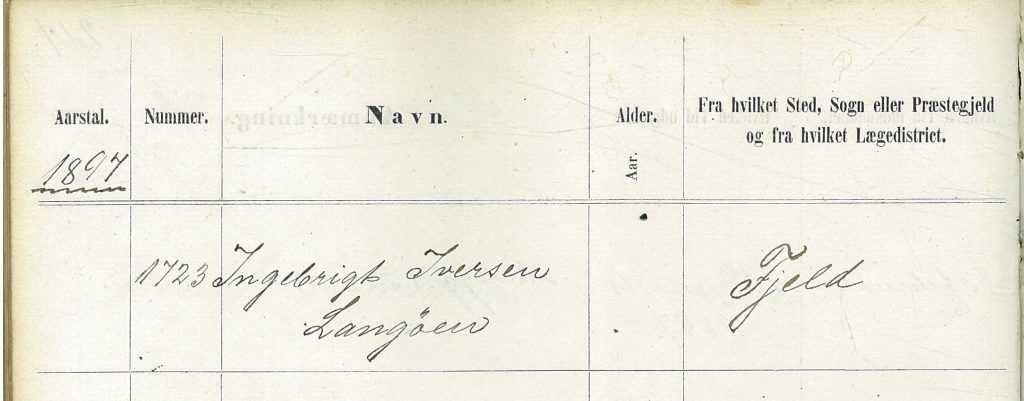 Aarstal. Nummer. Navn. Alder. Fra hvilket Sted, Sogn eller Præstegjeld
og fra hvilket Lægedistrict.
Aar.
1897
1723 Ingebrigt Iversen Fjeld
Langöen